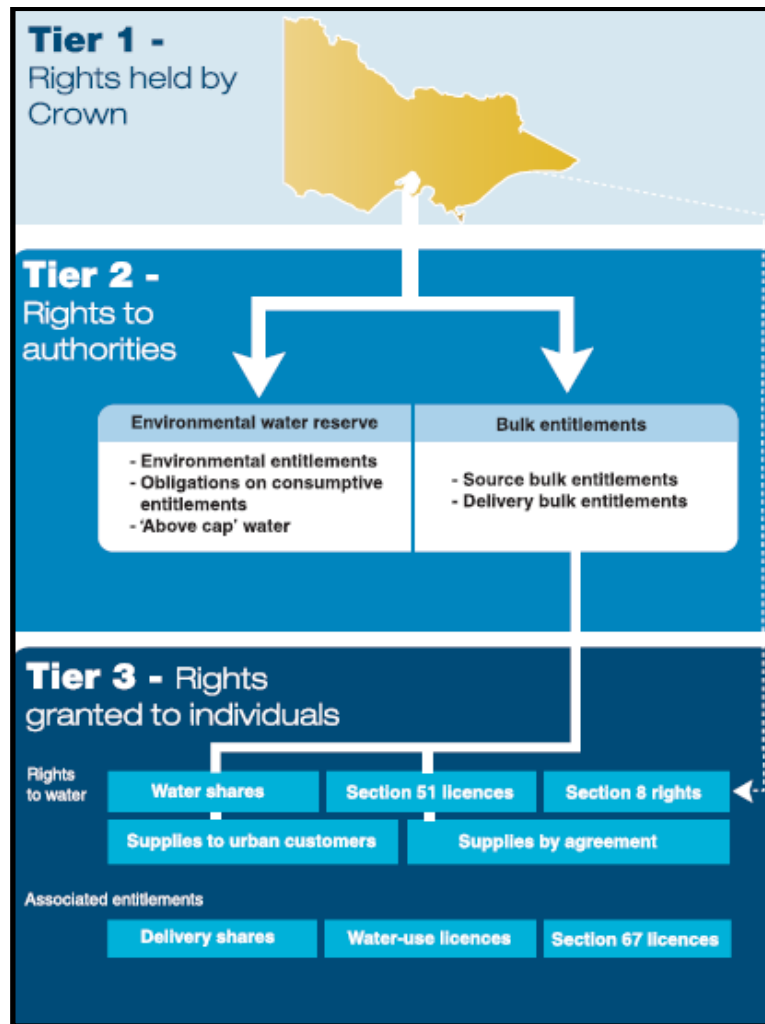 Tier 1 -
Rights held by
Crown
Tier 2 -
Rights to
authorities
Environmental water reserve
- Environmental entitlements
- Obligations on consumptive
entitlements
- ‘Above cap’ water
Bulk entitlements
- Source bulk entitlements
- Delivery bulk entitlements
Tier 3 - Rights
granted to individuals
Rights
to water
Water shares
Section 51 licences
Section 8 rights
Supplies to urban customers
Supplies by agreement
Associated entitlements
Delivery shares
Water-use licences
Section 67 licences